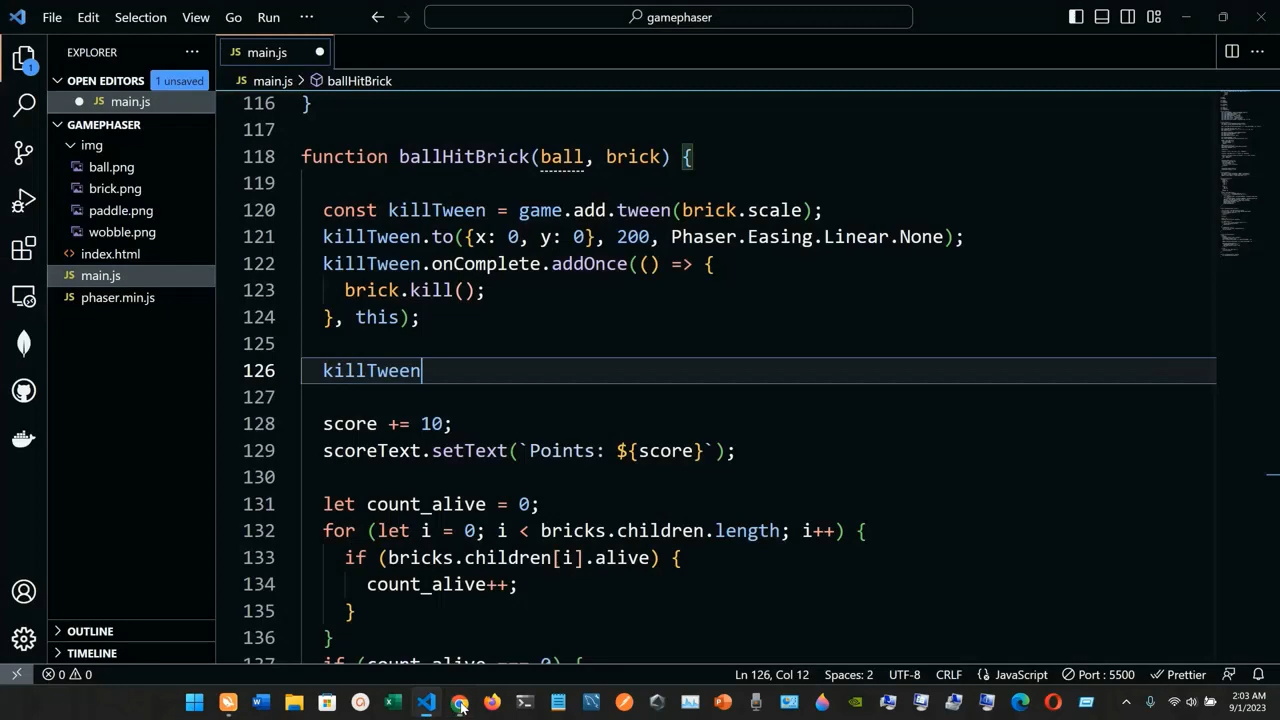 File Edit Selection View Go Run ··· gamephaser
EXPLORER ···
OPEN EDITORS 1 unsaved
JS main.js
GAMEPHASER
img
ball.png
brick.png
paddle.png
wobble.png
<> index.html
JS main.js
JS phaser.min.js
OUTLINE
TIMELINE
1
JS main.js
JS main.js > ballHitBrick
116 }
117
118 function ballHitBrick(ball, brick) {
119
120 const killTween = game.add.tween(brick.scale);
121 killTween.to({x: 0, y: 0}, 200, Phaser.Easing.Linear.None);
122 killTween.onComplete.addOnce(() => {
123 brick.kill();
124 }, this);
125
126 killTween
127
128 score += 10;
129 scoreText.setText(`Points: ${score}`);
130
131 let count_alive = 0;
132 for (let i = 0; i < bricks.children.length; i++) {
133 if (bricks.children[i].alive) {
134 count_alive++;
135 }
136 }
137 if (count_alive === 0) {
0 0 Ln 126, Col 12 Spaces: 2 UTF-8 CRLF {} JavaScript Port : 5500 Prettier
2:03 AM
9/1/2023